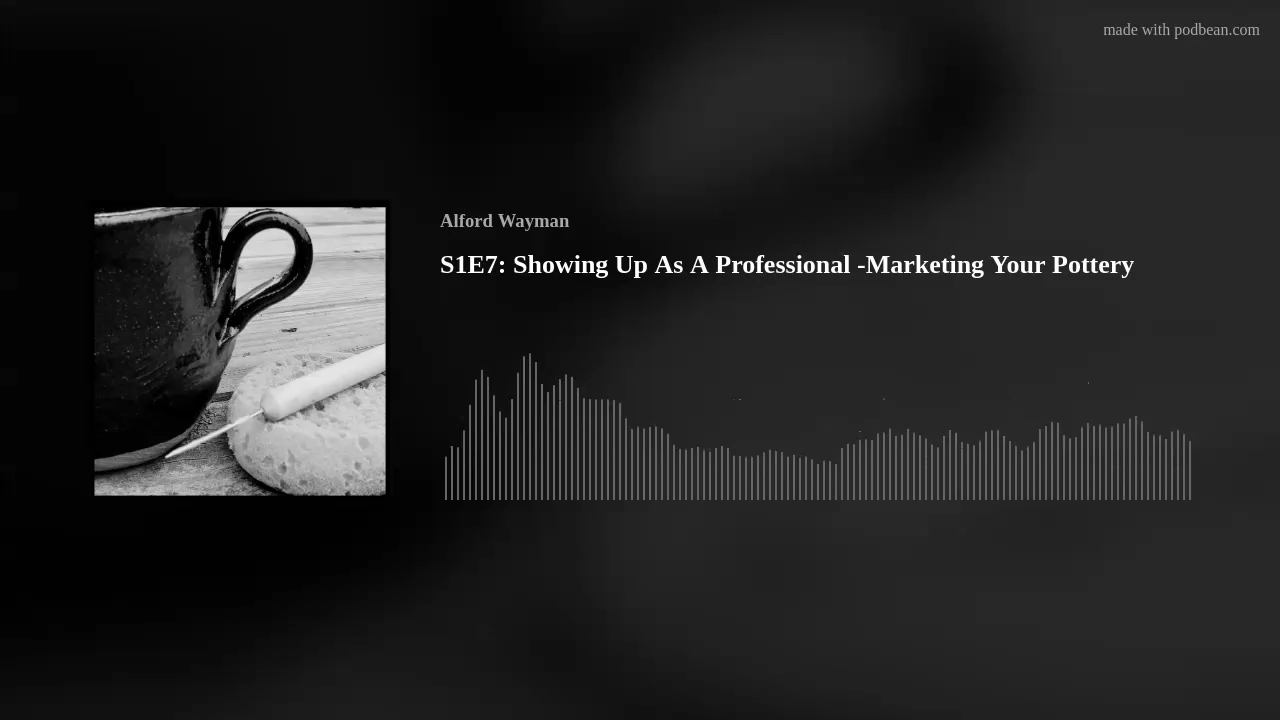 made with podbean.com
Alford Wayman
S1E7: Showing Up As A Professional -Marketing Your Pottery